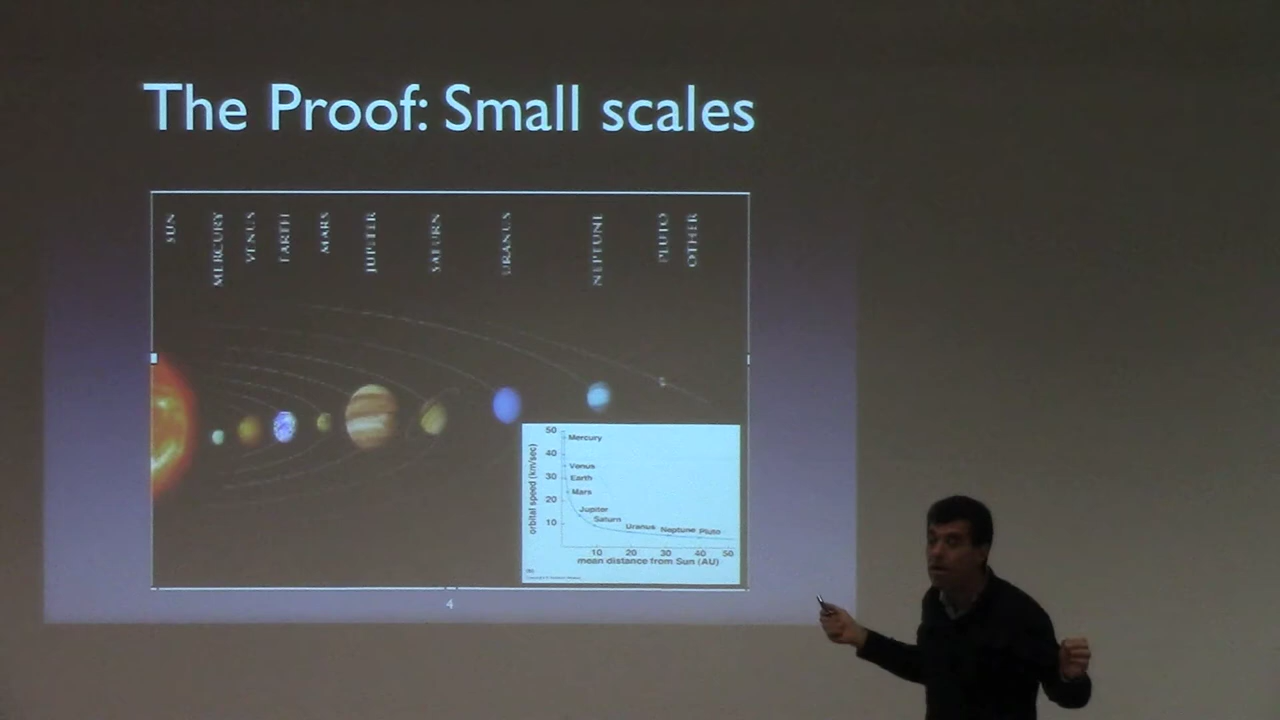 The Proof: Small scales
SUN
MERCURY
VENUS
EARTH
MARS
JUPITER
SATURN
URANUS
NEPTUNE
PLUTO
OTHER
50
40
30
20
10
orbital speed (km/sec)
Mercury
Venus
Earth
Mars
Jupiter
Saturn
Uranus
Neptune
Pluto
10 20 30 40 50
mean distance from Sun (AU)
4